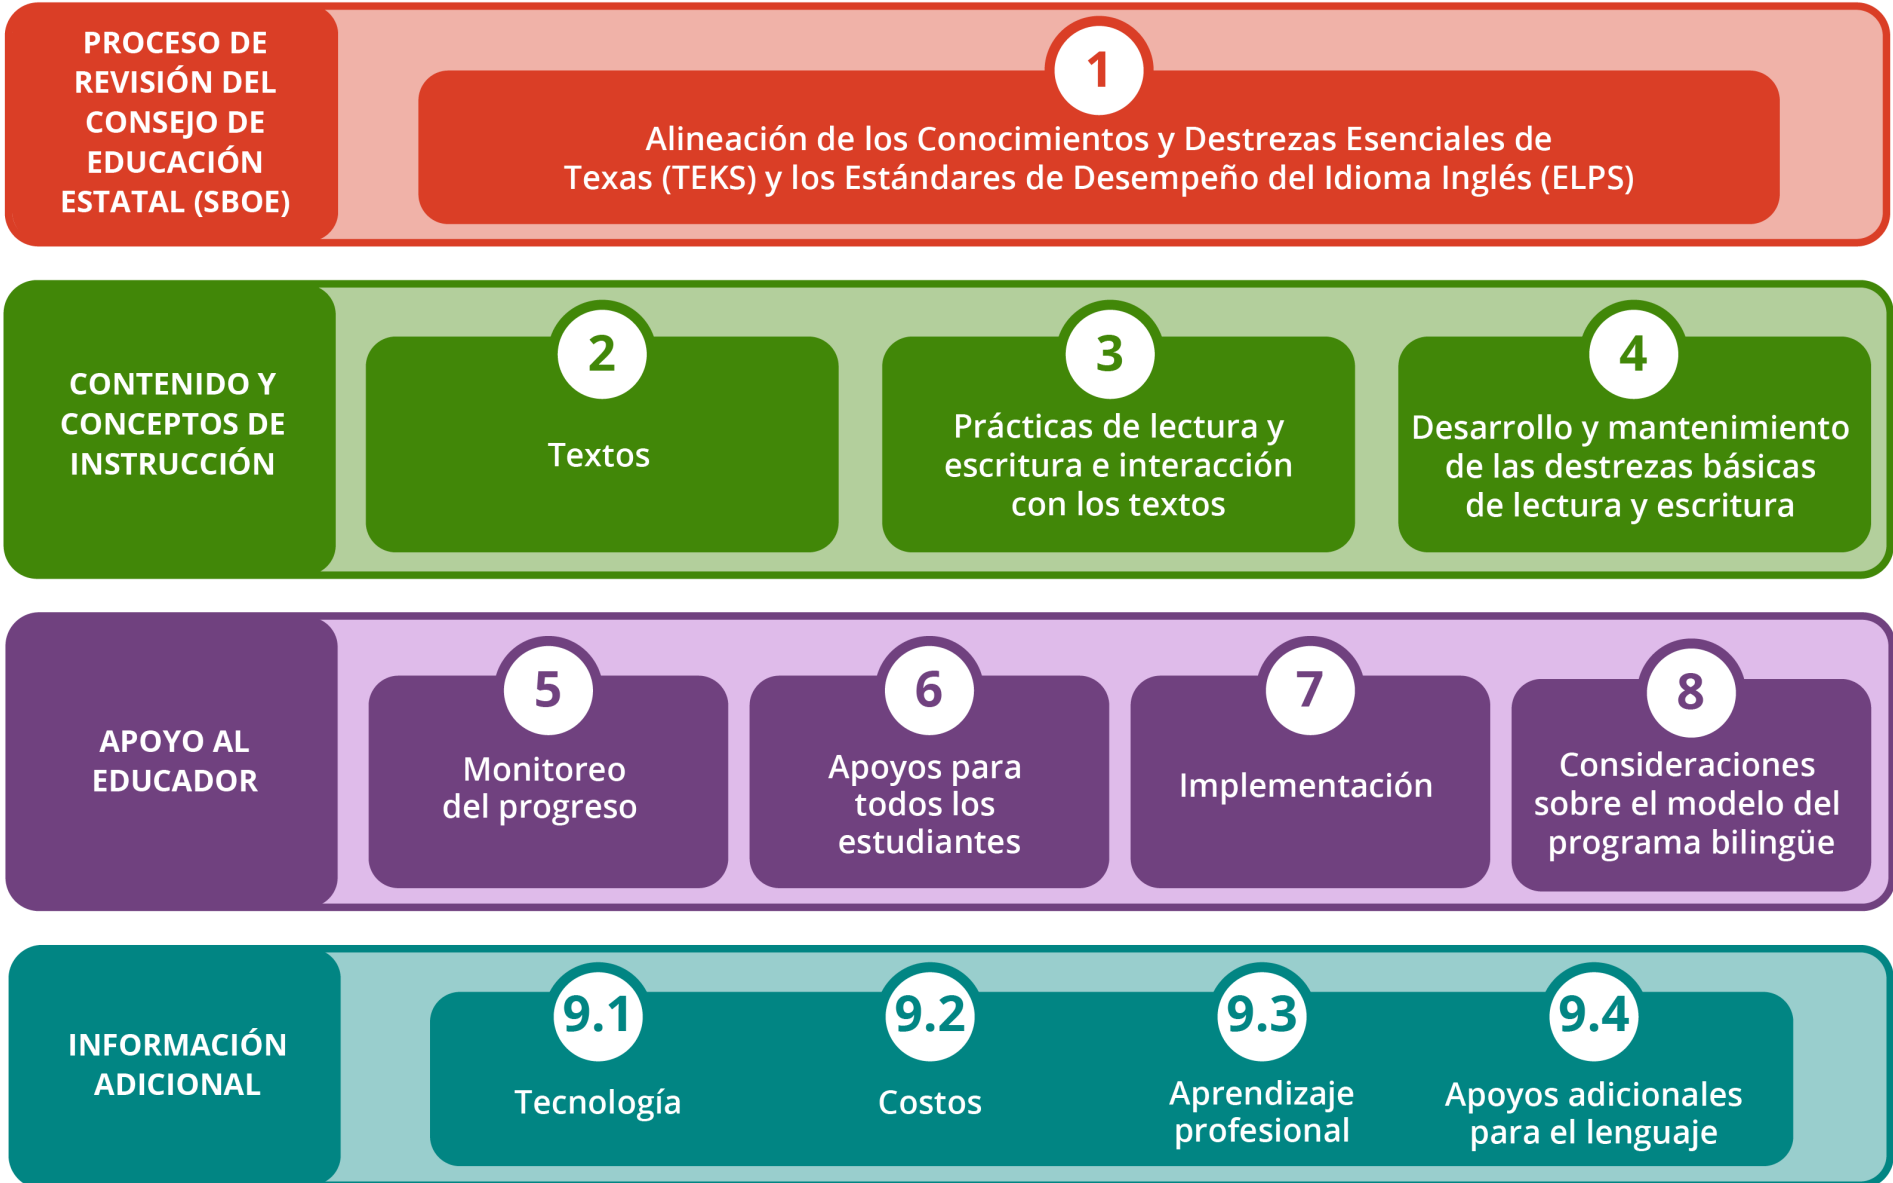 PROCESO DE
REVISIÓN DEL
CONSEJO DE
EDUCACIÓN
ESTATAL (SBOE)
1
Alineación de los Conocimientos y Destrezas Esenciales de
Texas (TEKS) y los Estándares de Desempeño del Idioma Inglés (ELPS)
CONTENIDO Y
CONCEPTOS DE
INSTRUCCIÓN
2
Textos
3
Prácticas de lectura y
escritura e interacción
con los textos
4
Desarrollo y mantenimiento
de las destrezas básicas
de lectura y escritura
APOYO AL
EDUCADOR
5
Monitoreo
del progreso
6
Apoyos para
todos los
estudiantes
7
Implementación
8
Consideraciones
sobre el modelo del
programa bilingüe
INFORMACIÓN
ADICIONAL
9.1
Tecnología
9.2
Costos
9.3
Aprendizaje
profesional
9.4
Apoyos adicionales
para el lenguaje